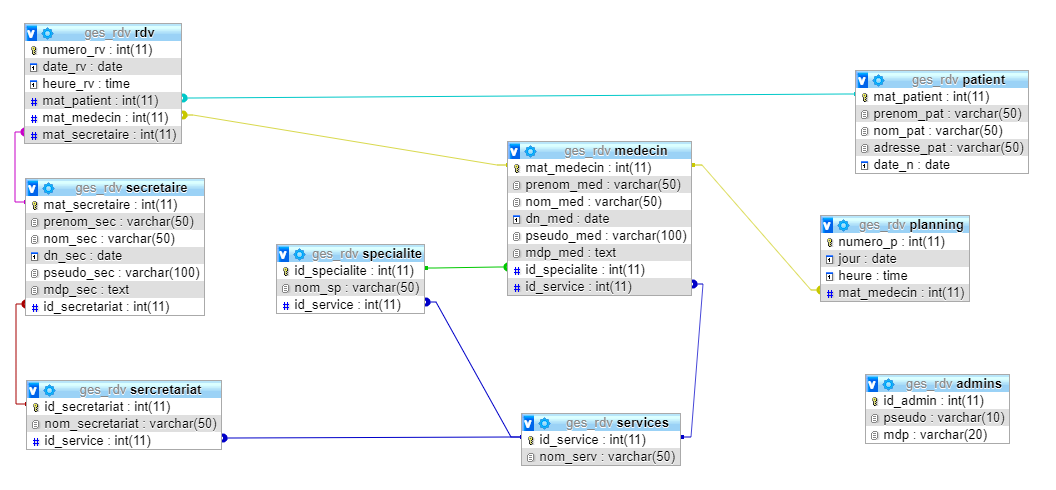 ges_rdv rdv
numero_rv : int(11)
date_rv : date
heure_rv : time
mat_patient : int(11)
mat_medecin : int(11)
mat_secretaire : int(11)
ges_rdv patient
mat_patient : int(11)
prenom_pat : varchar(50)
nom_pat : varchar(50)
adresse_pat : varchar(50)
date_n : date
ges_rdv medecin
mat_medecin : int(11)
prenom_med : varchar(50)
nom_med : varchar(50)
dn_med : date
pseudo_med : varchar(100)
mdp_med : text
id_specialite : int(11)
id_service : int(11)
ges_rdv secretaire
mat_secretaire : int(11)
prenom_sec : varchar(50)
nom_sec : varchar(50)
dn_sec : date
pseudo_sec : varchar(100)
mdp_sec : text
id_secretariat : int(11)
ges_rdv specialite
id_specialite : int(11)
nom_sp : varchar(50)
id_service : int(11)
ges_rdv planning
numero_p : int(11)
jour : date
heure : time
mat_medecin : int(11)
ges_rdv sercretariat
id_secretariat : int(11)
nom_secretariat : varchar(50)
id_service : int(11)
ges_rdv services
id_service : int(11)
nom_serv : varchar(50)
ges_rdv admins
id_admin : int(11)
pseudo : varchar(10)
mdp : varchar(20)